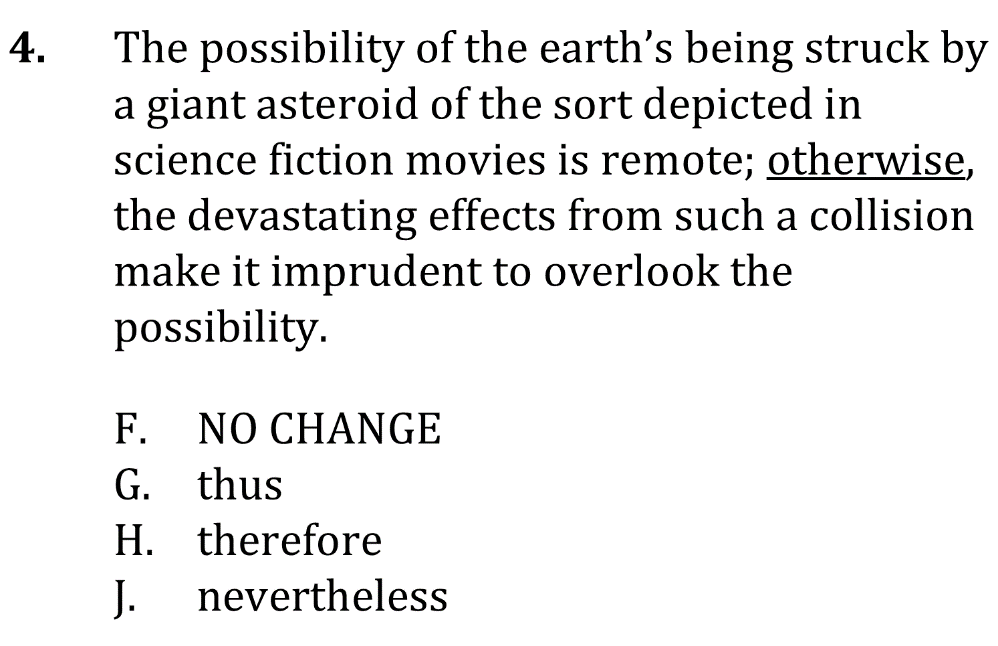 4. The possibility of the earth’s being struck by
a giant asteroid of the sort depicted in
science fiction movies is remote; otherwise,
the devastating effects from such a collision
make it imprudent to overlook the
possibility.
F. NO CHANGE
G. thus
H. therefore
J. nevertheless